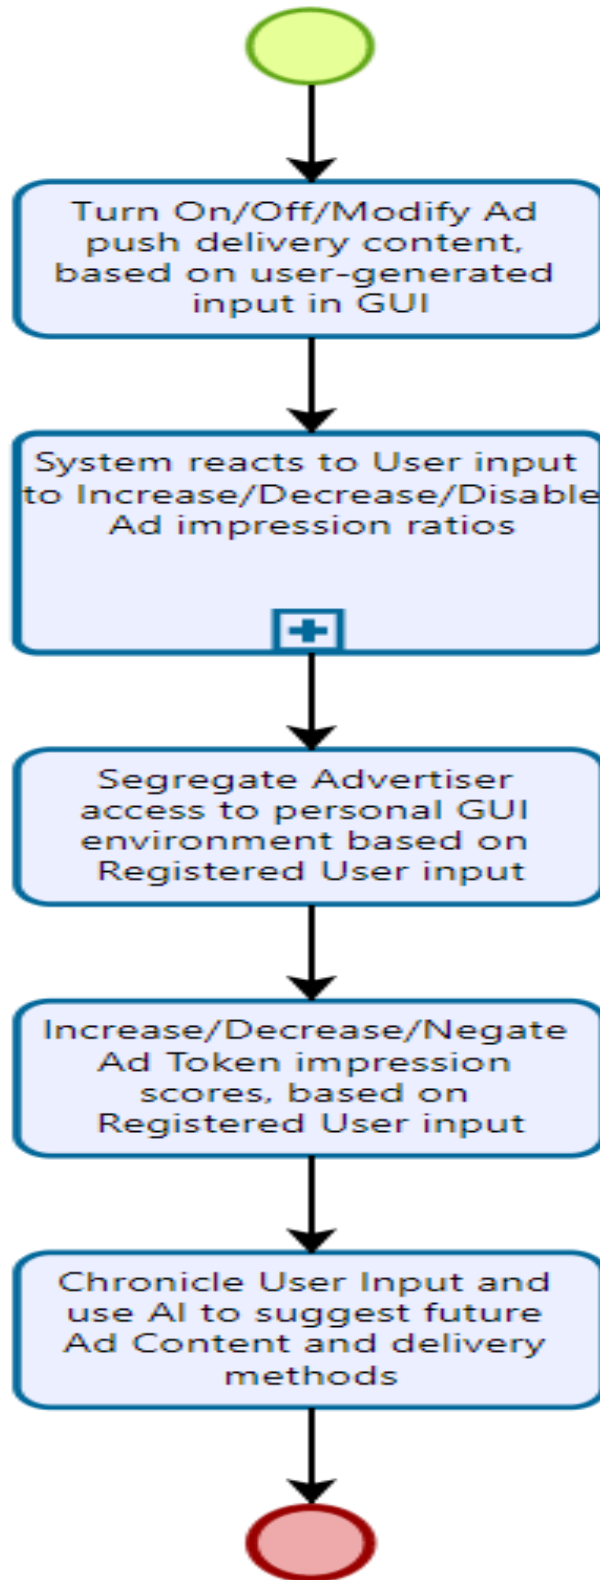 Turn On/Off/Modify Ad
push delivery content,
based on user-generated
input in GUI
System reacts to User input
to Increase/Decrease/Disable
Ad impression ratios
Segregate Advertiser
access to personal GUI
environment based on
Registered User input
Increase/Decrease/Negate
Ad Token impression
scores, based on
Registered User input
Chronicle User Input and
use AI to suggest future
Ad Content and delivery
methods